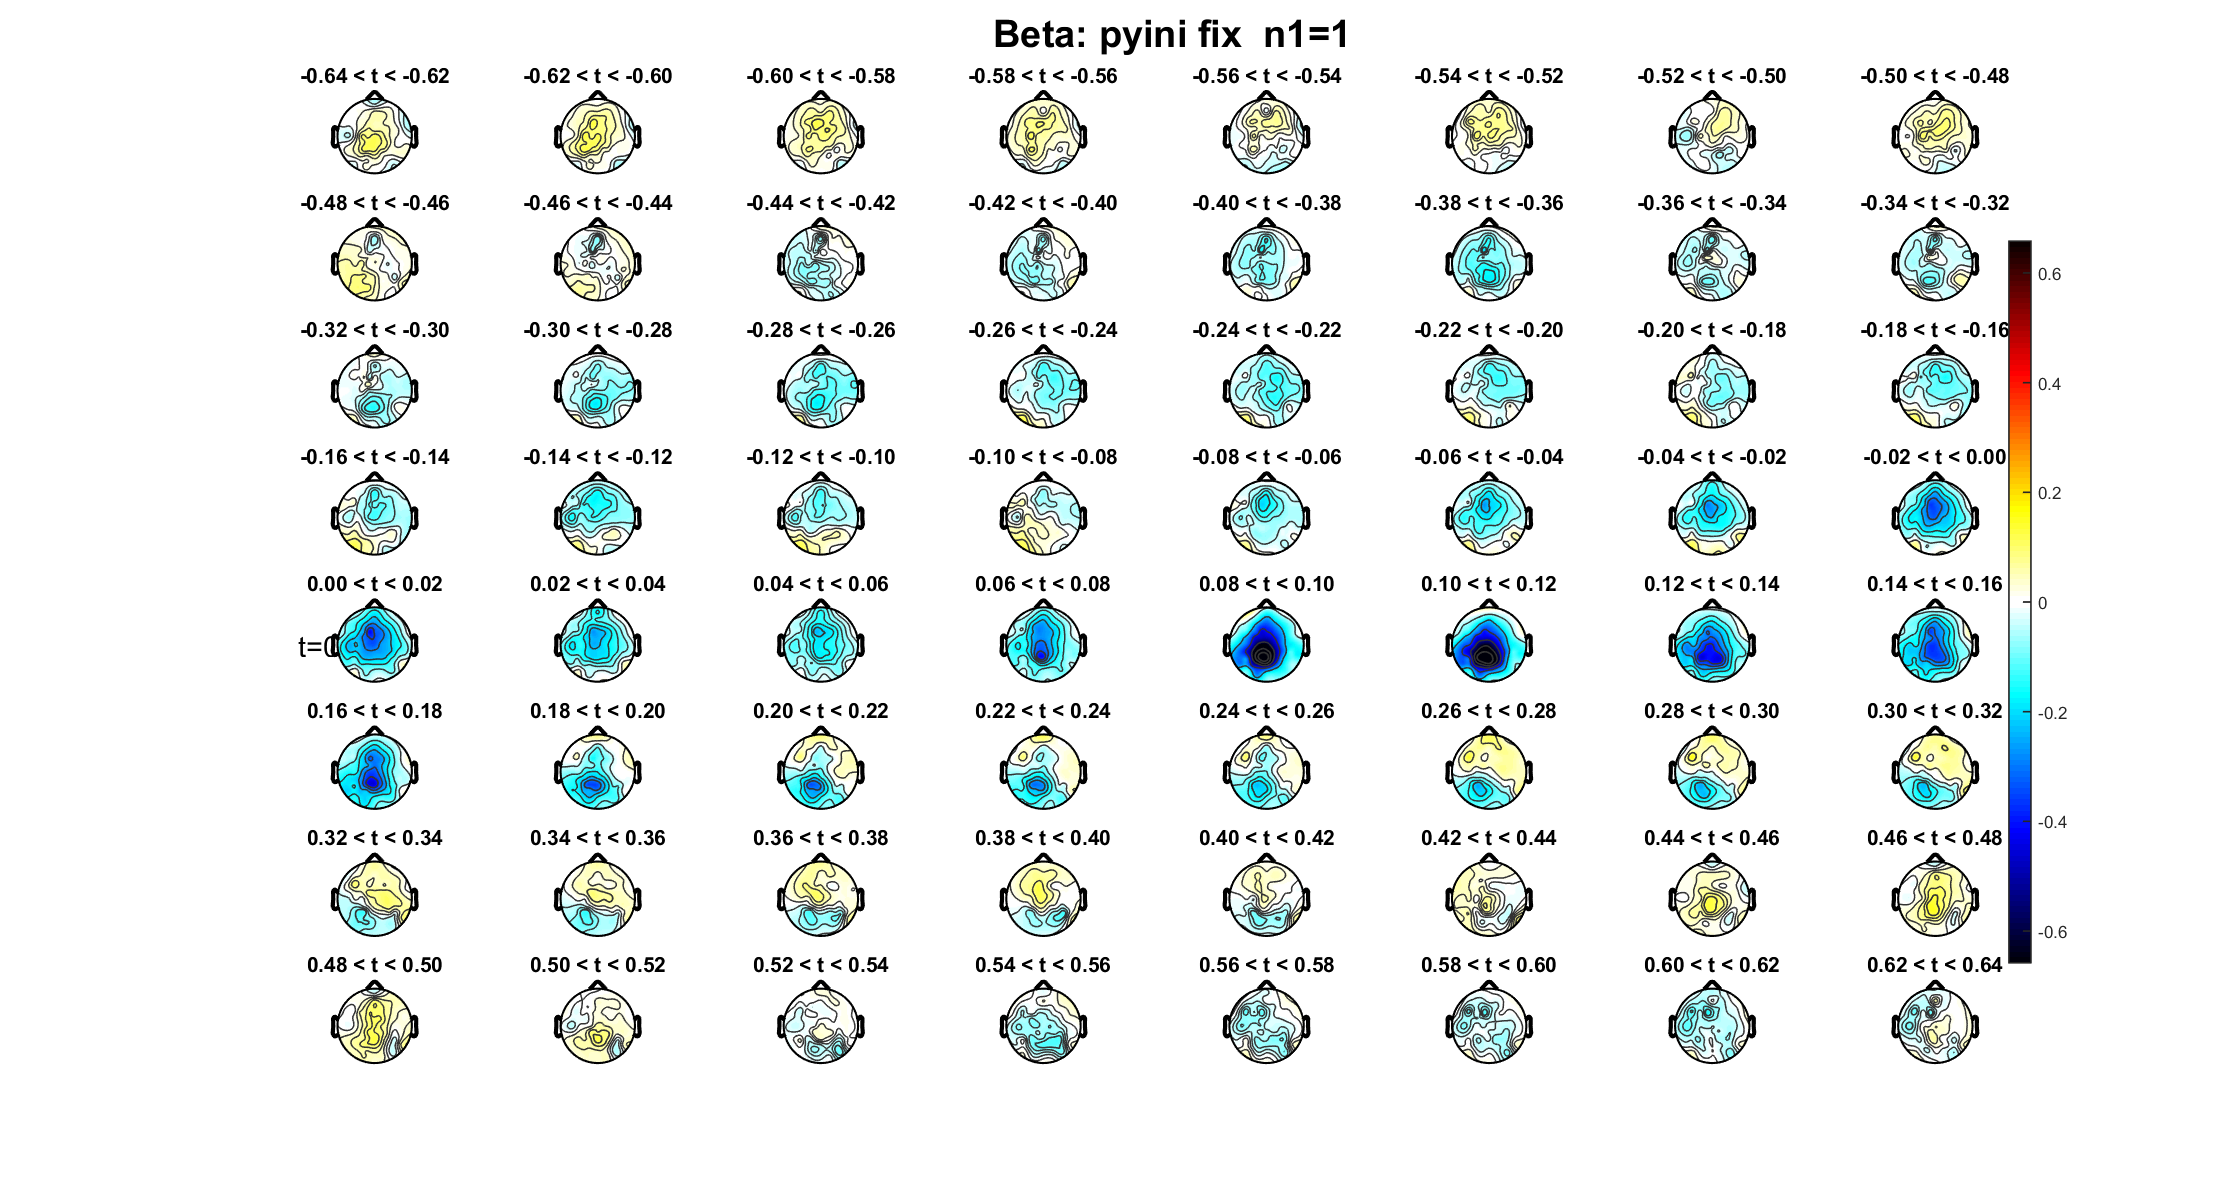 Beta: pyini fix  n1=1
-0.64 < t < -0.62 -0.62 < t < -0.60 -0.60 < t < -0.58 -0.58 < t < -0.56 -0.56 < t < -0.54 -0.54 < t < -0.52 -0.52 < t < -0.50 -0.50 < t < -0.48
-0.48 < t < -0.46 -0.46 < t < -0.44 -0.44 < t < -0.42 -0.42 < t < -0.40 -0.40 < t < -0.38 -0.38 < t < -0.36 -0.36 < t < -0.34 -0.34 < t < -0.32
0.6
-0.32 < t < -0.30 -0.30 < t < -0.28 -0.28 < t < -0.26 -0.26 < t < -0.24 -0.24 < t < -0.22 -0.22 < t < -0.20 -0.20 < t < -0.18 -0.18 < t < -0.16
0.4
-0.16 < t < -0.14 -0.14 < t < -0.12 -0.12 < t < -0.10 -0.10 < t < -0.08 -0.08 < t < -0.06 -0.06 < t < -0.04 -0.04 < t < -0.02 -0.02 < t < 0.00
0.2
0.00 < t < 0.02 0.02 < t < 0.04 0.04 < t < 0.06 0.06 < t < 0.08 0.08 < t < 0.10 0.10 < t < 0.12 0.12 < t < 0.14 0.14 < t < 0.16
0
t=0
0.16 < t < 0.18 0.18 < t < 0.20 0.20 < t < 0.22 0.22 < t < 0.24 0.24 < t < 0.26 0.26 < t < 0.28 0.28 < t < 0.30 0.30 < t < 0.32
-0.2
0.32 < t < 0.34 0.34 < t < 0.36 0.36 < t < 0.38 0.38 < t < 0.40 0.40 < t < 0.42 0.42 < t < 0.44 0.44 < t < 0.46 0.46 < t < 0.48
-0.4
-0.6
0.48 < t < 0.50 0.50 < t < 0.52 0.52 < t < 0.54 0.54 < t < 0.56 0.56 < t < 0.58 0.58 < t < 0.60 0.60 < t < 0.62 0.62 < t < 0.64